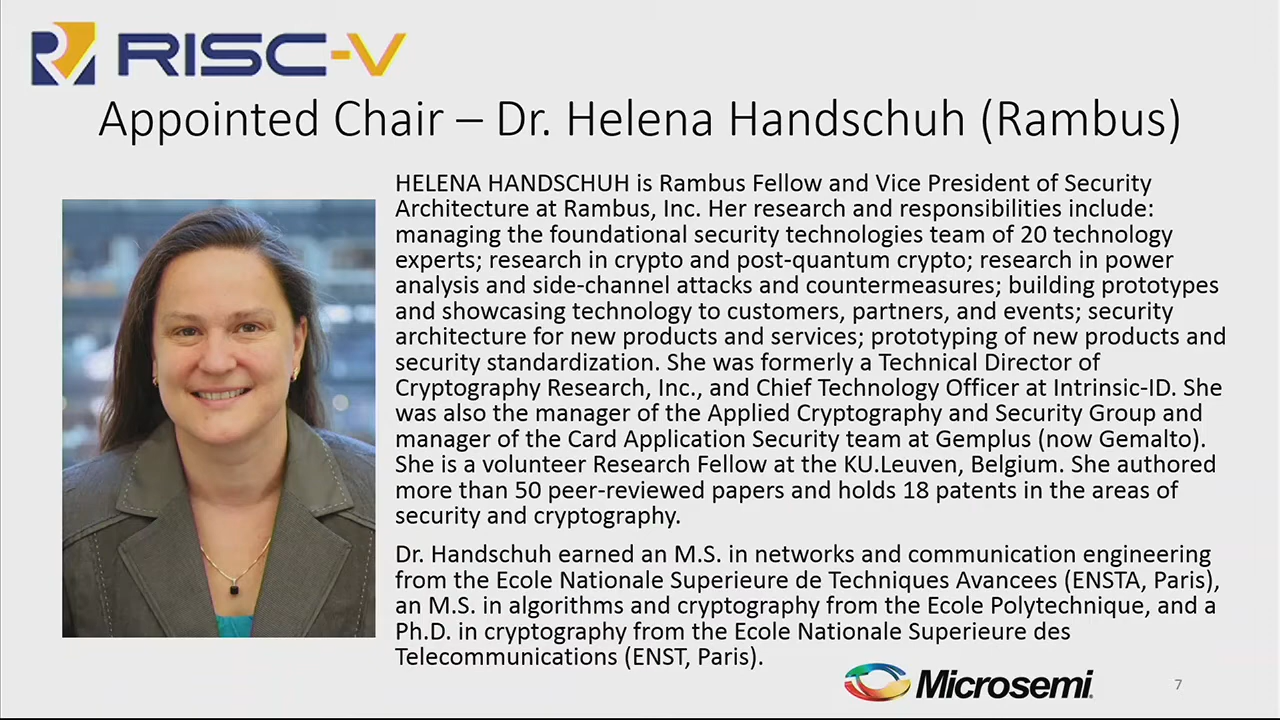 RISC-V
Appointed Chair – Dr. Helena Handschuh (Rambus)
HELENA HANDSCHUH is Rambus Fellow and Vice President of Security
Architecture at Rambus, Inc. Her research and responsibilities include:
managing the foundational security technologies team of 20 technology
experts; research in crypto and post-quantum crypto; research in power
analysis and side-channel attacks and countermeasures; building prototypes
and showcasing technology to customers, partners, and events; security
architecture for new products and services; prototyping of new products and
security standardization. She was formerly a Technical Director of
Cryptography Research, Inc., and Chief Technology Officer at Intrinsic-ID. She
was also the manager of the Applied Cryptography and Security Group and
manager of the Card Application Security team at Gemplus (now Gemalto).
She is a volunteer Research Fellow at the KU.Leuven, Belgium. She authored
more than 50 peer-reviewed papers and holds 18 patents in the areas of
security and cryptography.
Dr. Handschuh earned an M.S. in networks and communication engineering
from the Ecole Nationale Superieure de Techniques Avancees (ENSTA, Paris),
an M.S. in algorithms and cryptography from the Ecole Polytechnique, and a
Ph.D. in cryptography from the Ecole Nationale Superieure des
Telecommunications (ENST, Paris).
Microsemi
7